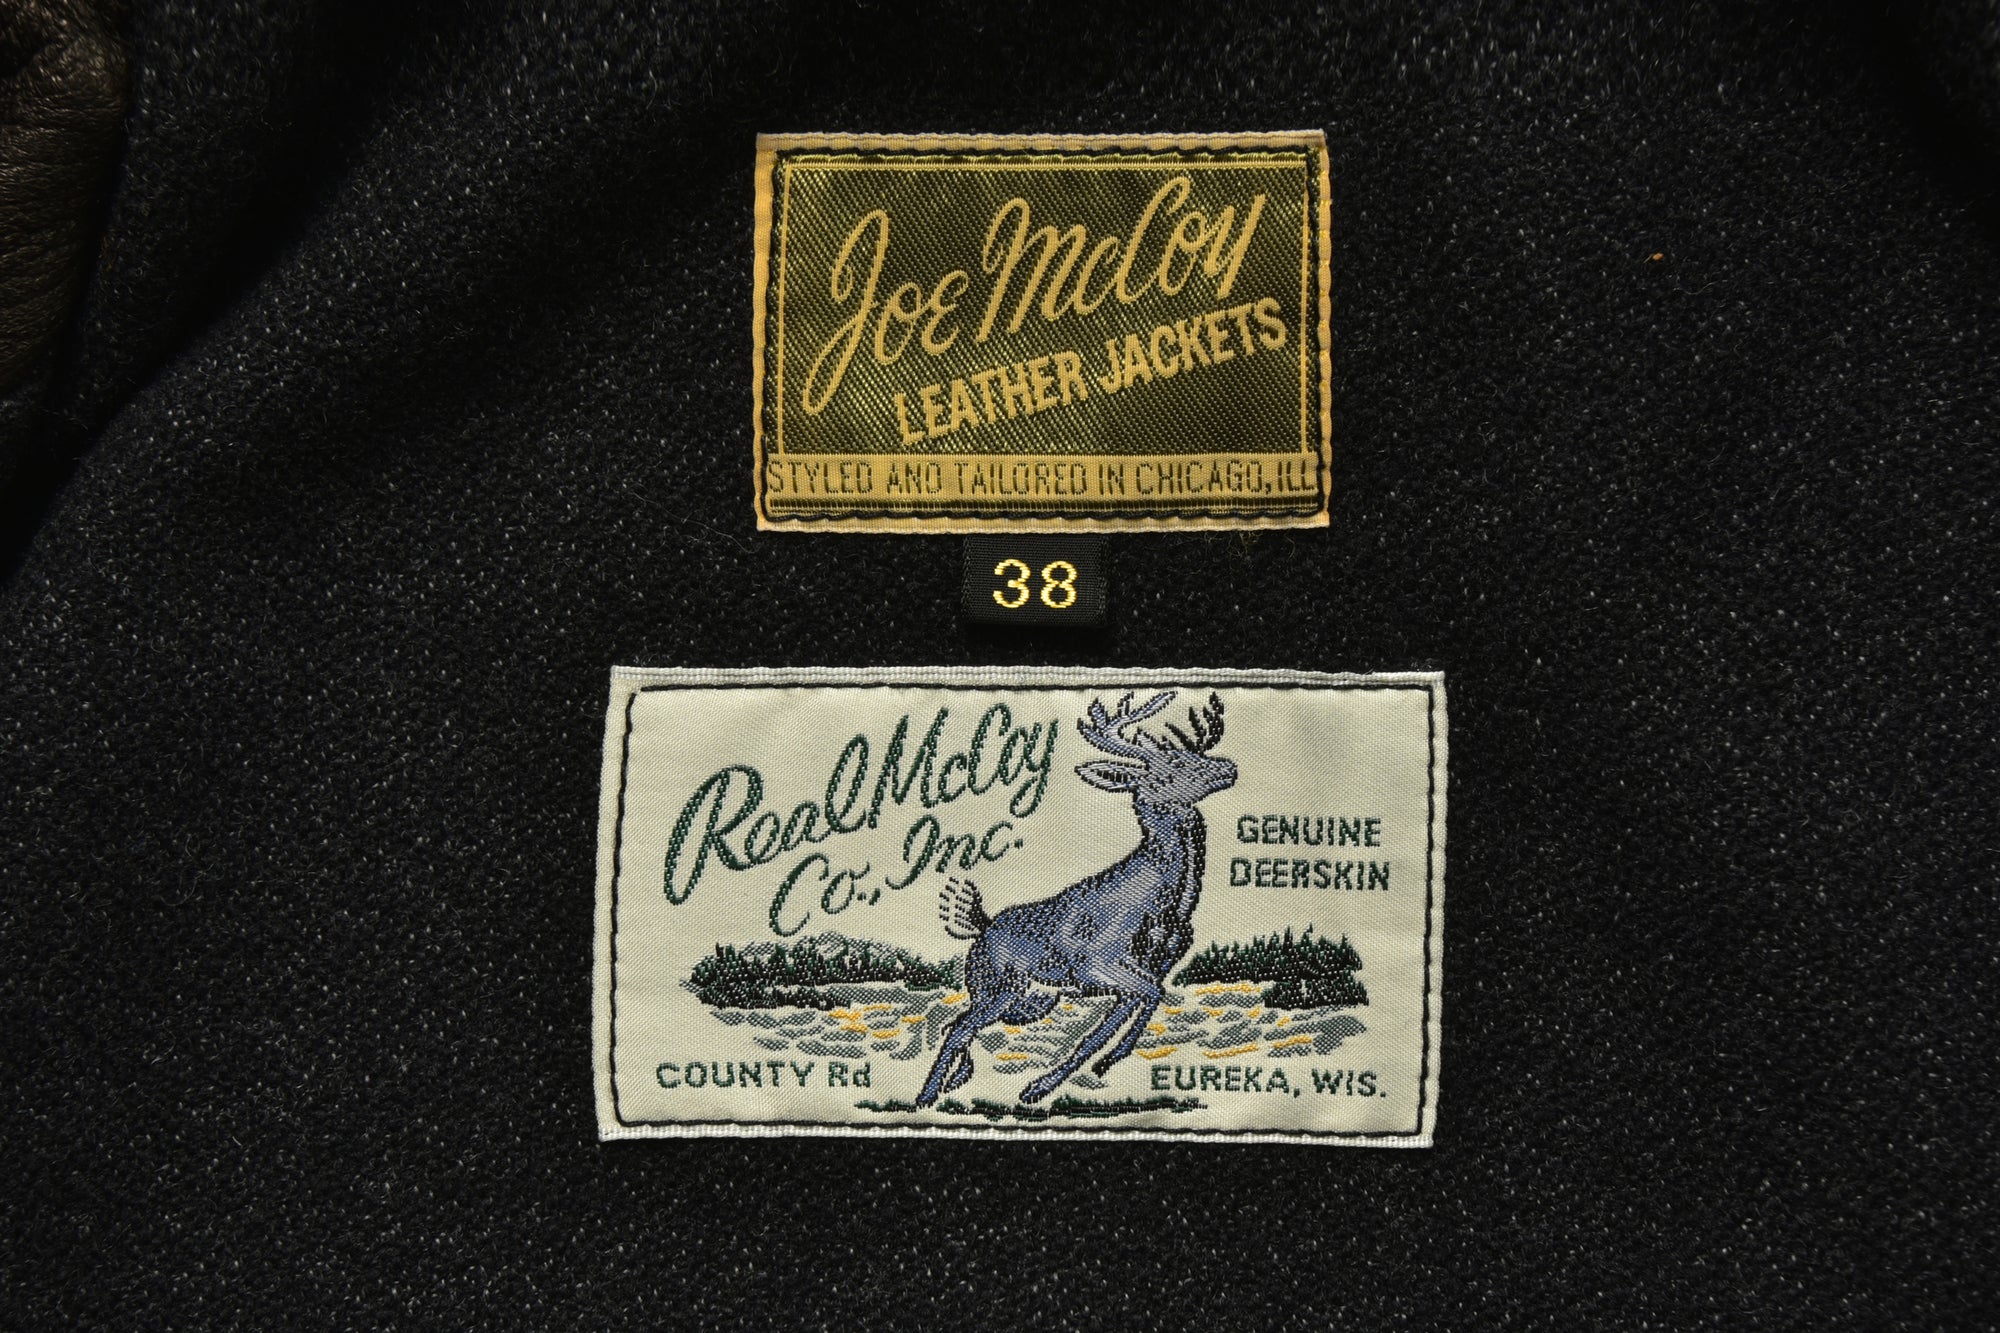 Joe McCoy
LEATHER JACKETS
STYLED AND TAILORED IN CHICAGO, ILL
38
Real McCoy
Co., Inc.
GENUINE
DEERSKIN
COUNTY Rd
EUREKA, WIS.